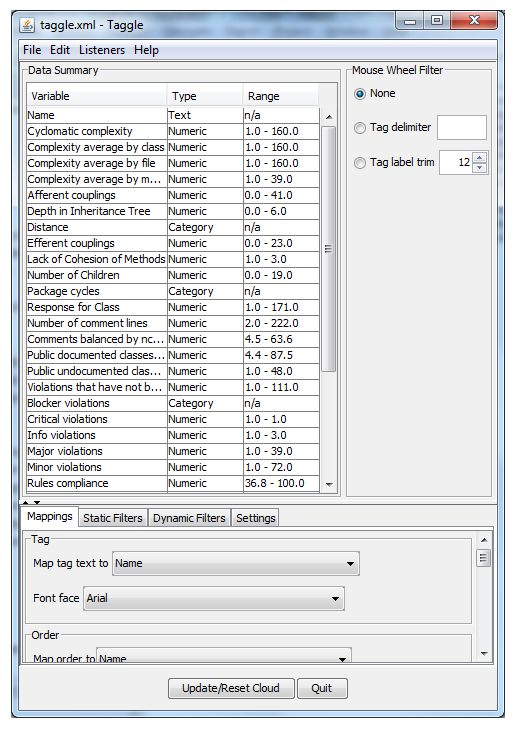 taggle.xml - Taggle
File Edit Listeners Help
Data Summary
Variable Type Range
Name Text n/a
Cyclomatic complexity Numeric 1.0 - 160.0
Complexity average by class Numeric 1.0 - 160.0
Complexity average by file Numeric 1.0 - 160.0
Complexity average by m... Numeric 1.0 - 39.0
Afferent couplings Numeric 0.0 - 41.0
Depth in Inheritance Tree Numeric 0.0 - 6.0
Distance Category n/a
Efferent couplings Numeric 0.0 - 23.0
Lack of Cohesion of Methods Numeric 1.0 - 3.0
Number of Children Numeric 0.0 - 19.0
Package cycles Category n/a
Response for Class Numeric 1.0 - 171.0
Number of comment lines Numeric 2.0 - 222.0
Comments balanced by nc... Numeric 4.5 - 63.6
Public documented classes... Numeric 4.4 - 87.5
Public undocumented clas... Numeric 1.0 - 48.0
Violations that have not b... Numeric 1.0 - 111.0
Blocker violations Category n/a
Critical violations Numeric 1.0 - 1.0
Info violations Numeric 1.0 - 3.0
Major violations Numeric 1.0 - 39.0
Minor violations Numeric 1.0 - 72.0
Rules compliance Numeric 36.8 - 100.0
Mouse Wheel Filter
None
Tag delimiter
Tag label trim 12
Mappings Static Filters Dynamic Filters Settings
Tag
Map tag text to Name
Font face Arial
Order
Map order to Name
Update/Reset Cloud Quit